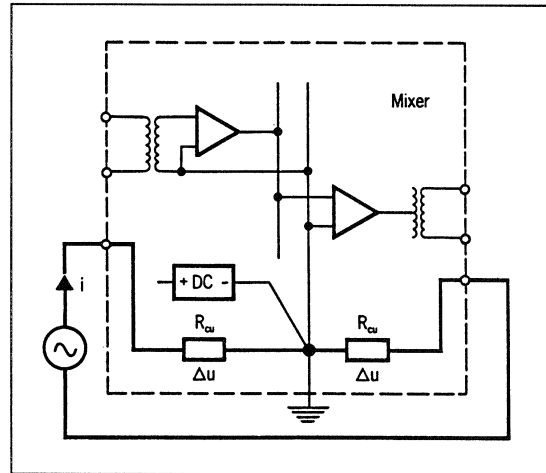 Mixer
i
+ DC -
R_cu R_cu
Δu Δu